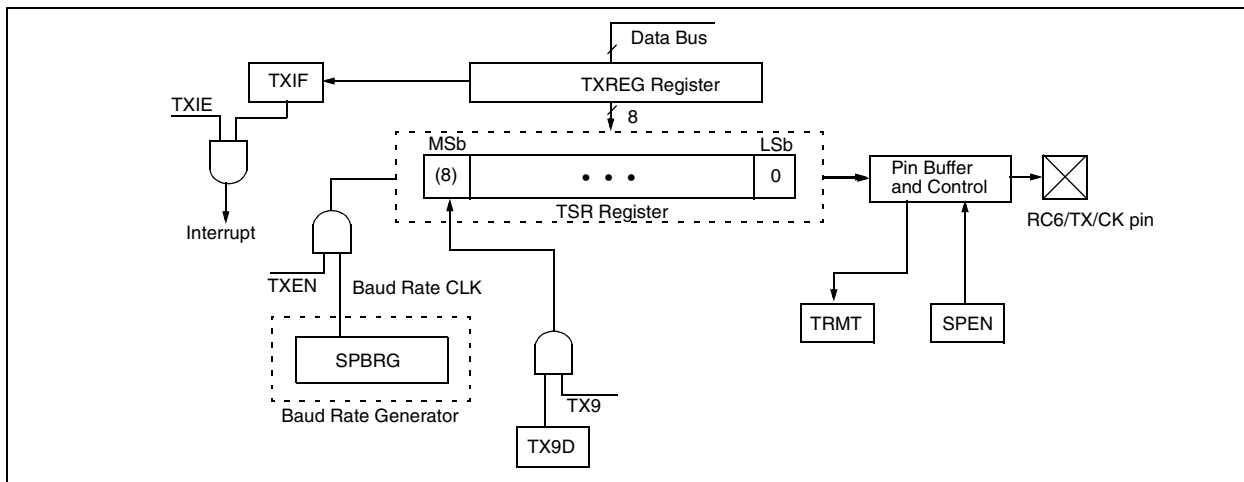 Data Bus
TXIF
TXREG Register
TXIE
8
MSb
LSb
(8)
• • •
0
Pin Buffer
and Control
TSR Register
RC6/TX/CK pin
Interrupt
TXEN
Baud Rate CLK
TRMT
SPEN
SPBRG
TX9
Baud Rate Generator
TX9D